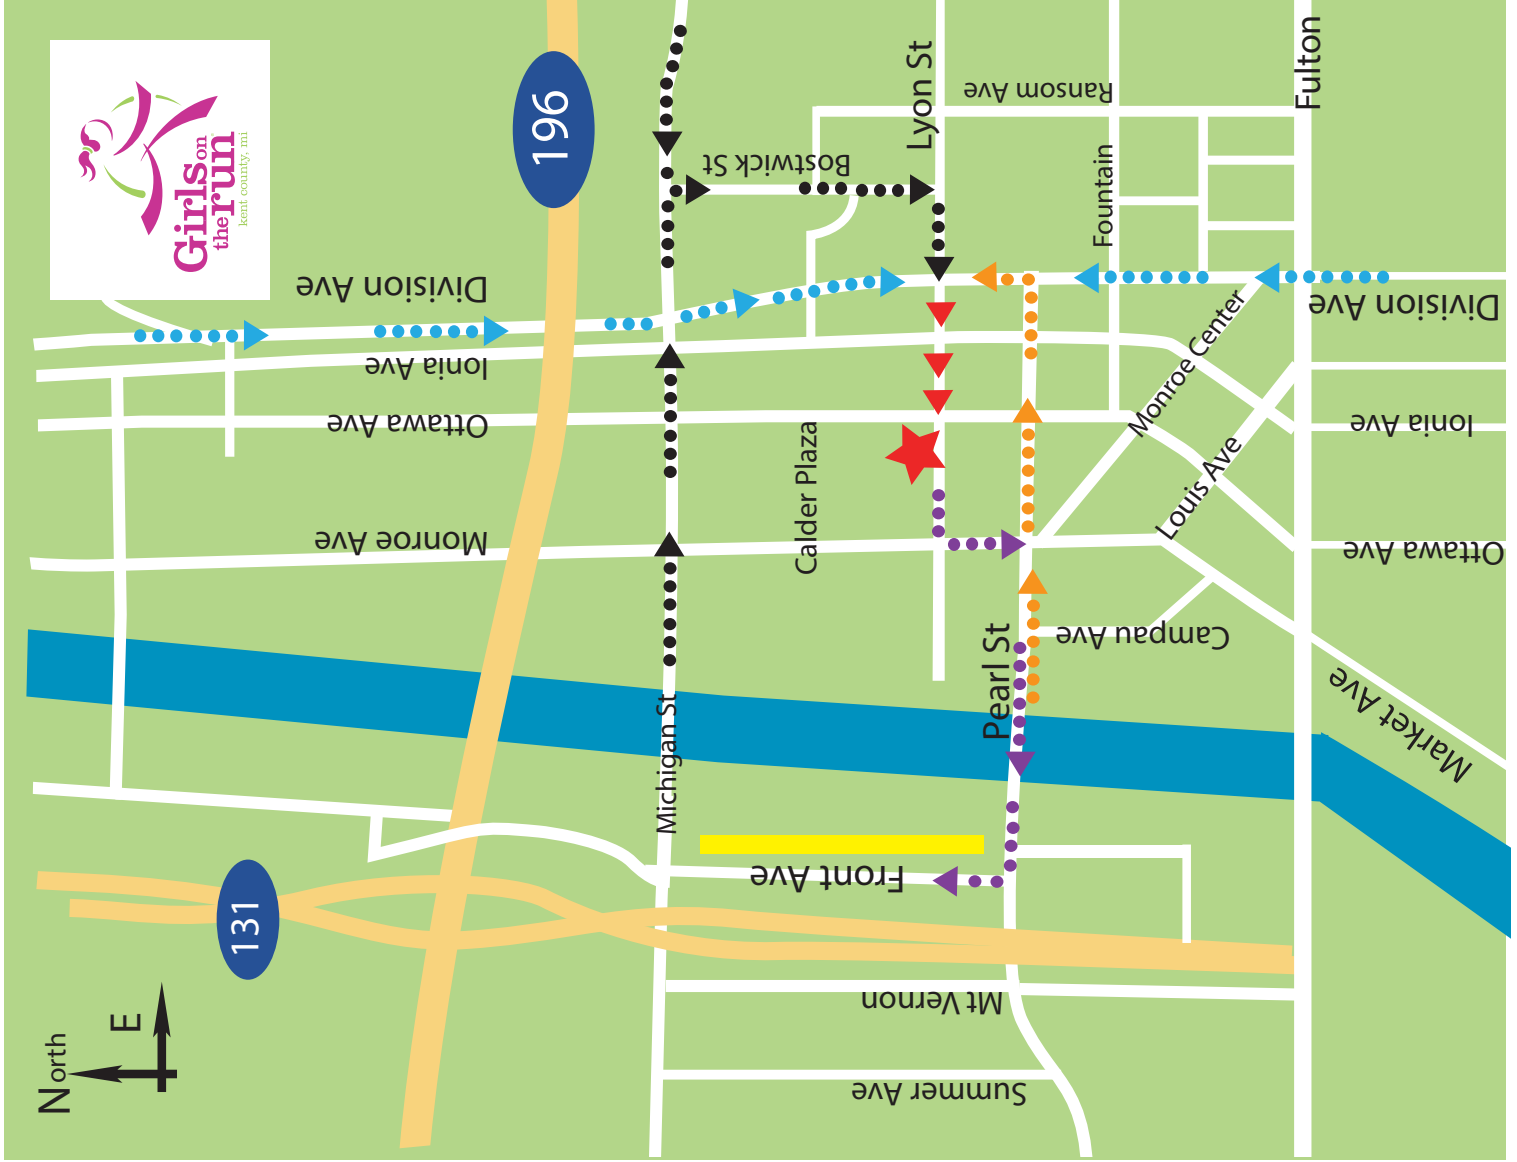 Girls on
the run
kent county, mi
196
131
North
E
Division Ave
Ionia Ave
Ottawa Ave
Monroe Ave
Michigan St
Bostwick St
Lyon St
Ransom Ave
Fountain
Fulton
Calder Plaza
Pearl St
Campau Ave
Monroe Center
Louis Ave
Division Ave
Ionia Ave
Ottawa Ave
Market Ave
Front Ave
Mt Vernon
Summer Ave